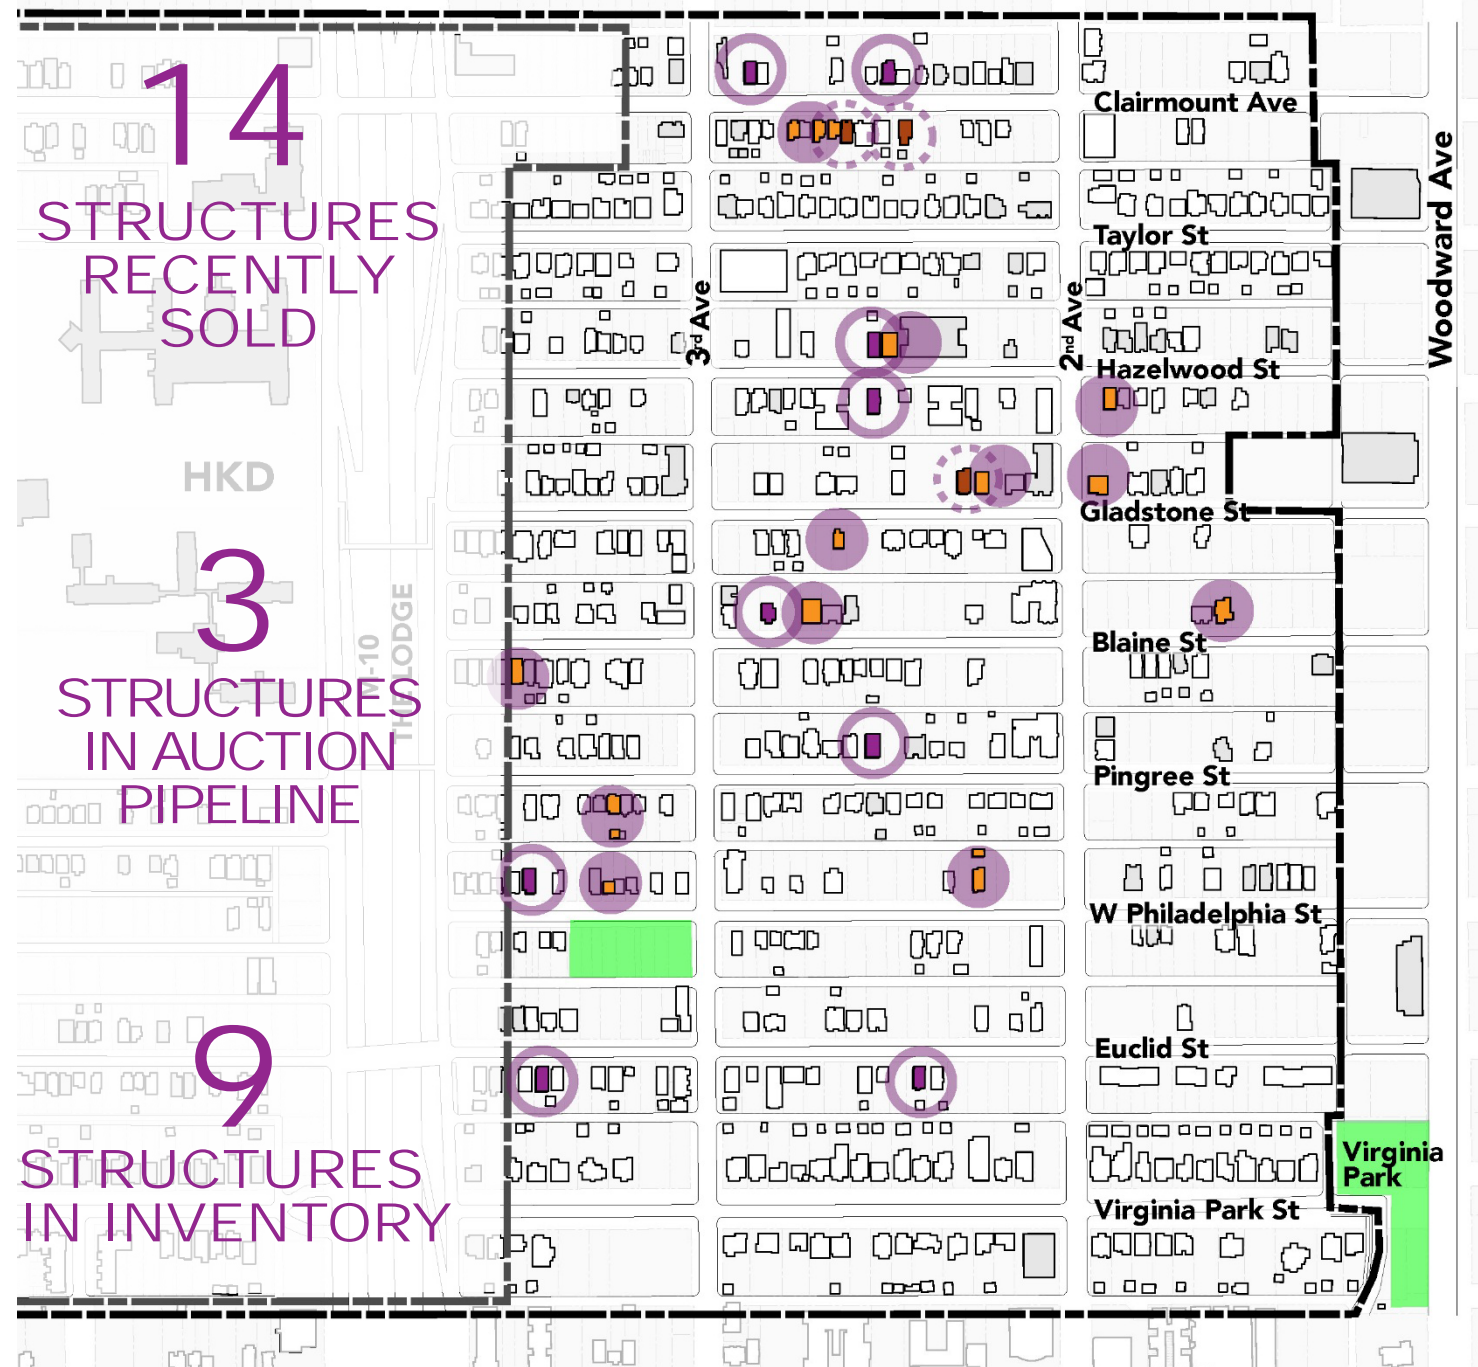 14
STRUCTURES
RECENTLY
SOLD
HKD
3
STRUCTURES
IN AUCTION
PIPELINE
9
STRUCTURES
IN INVENTORY
M-10
THE LODGE
3rd Ave
2nd Ave
Woodward Ave
Clairmount Ave
Taylor St
Hazelwood St
Gladstone St
Blaine St
Pingree St
W Philadelphia St
Euclid St
Virginia
Park
Virginia Park St